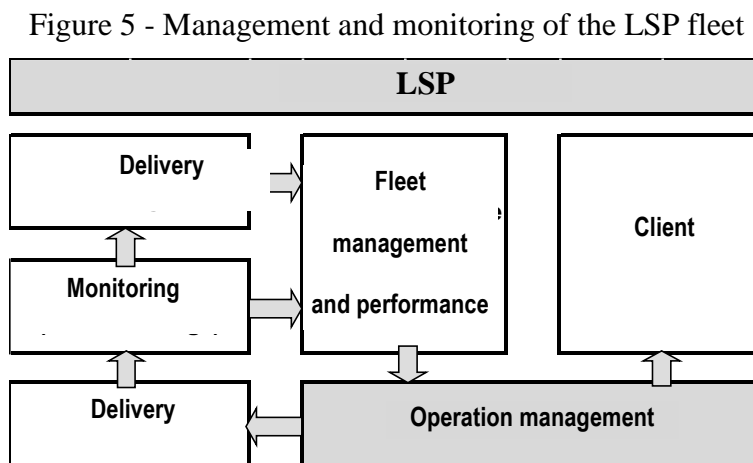 Figure 5 - Management and monitoring of the LSP fleet
LSP
Delivery
Fleet
management
and performance
Client
Monitoring
Delivery
Operation management